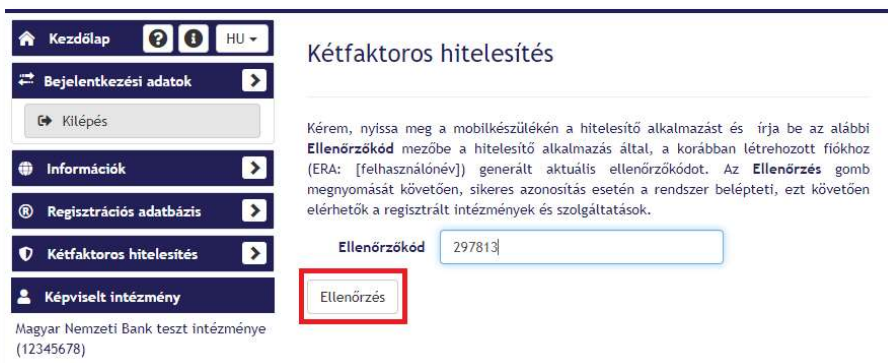 Kezdőlap
HU
Bejelentkezési adatok
Kilépés
Információk
Regisztrációs adatbázis
Kétfaktoros hitelesítés
Képviselt intézmény
Magyar Nemzeti Bank teszt intézménye
(12345678)
Kétfaktoros hitelesítés
Kérem, nyissa meg a mobilkészülékén a hitelesítő alkalmazást és írja be az alábbi
Ellenőrzőkód mezőbe a hitelesítő alkalmazás által, a korábban létrehozott fiókhoz
(ERA: [felhasználónév]) generált aktuális ellenőrzőkódot. Az Ellenőrzés gomb
megnyomását követően, sikeres azonosítás esetén a rendszer belépteti, ezt követően
elérhetők a regisztrált intézmények és szolgáltatások.
Ellenőrzőkód 297813
Ellenőrzés